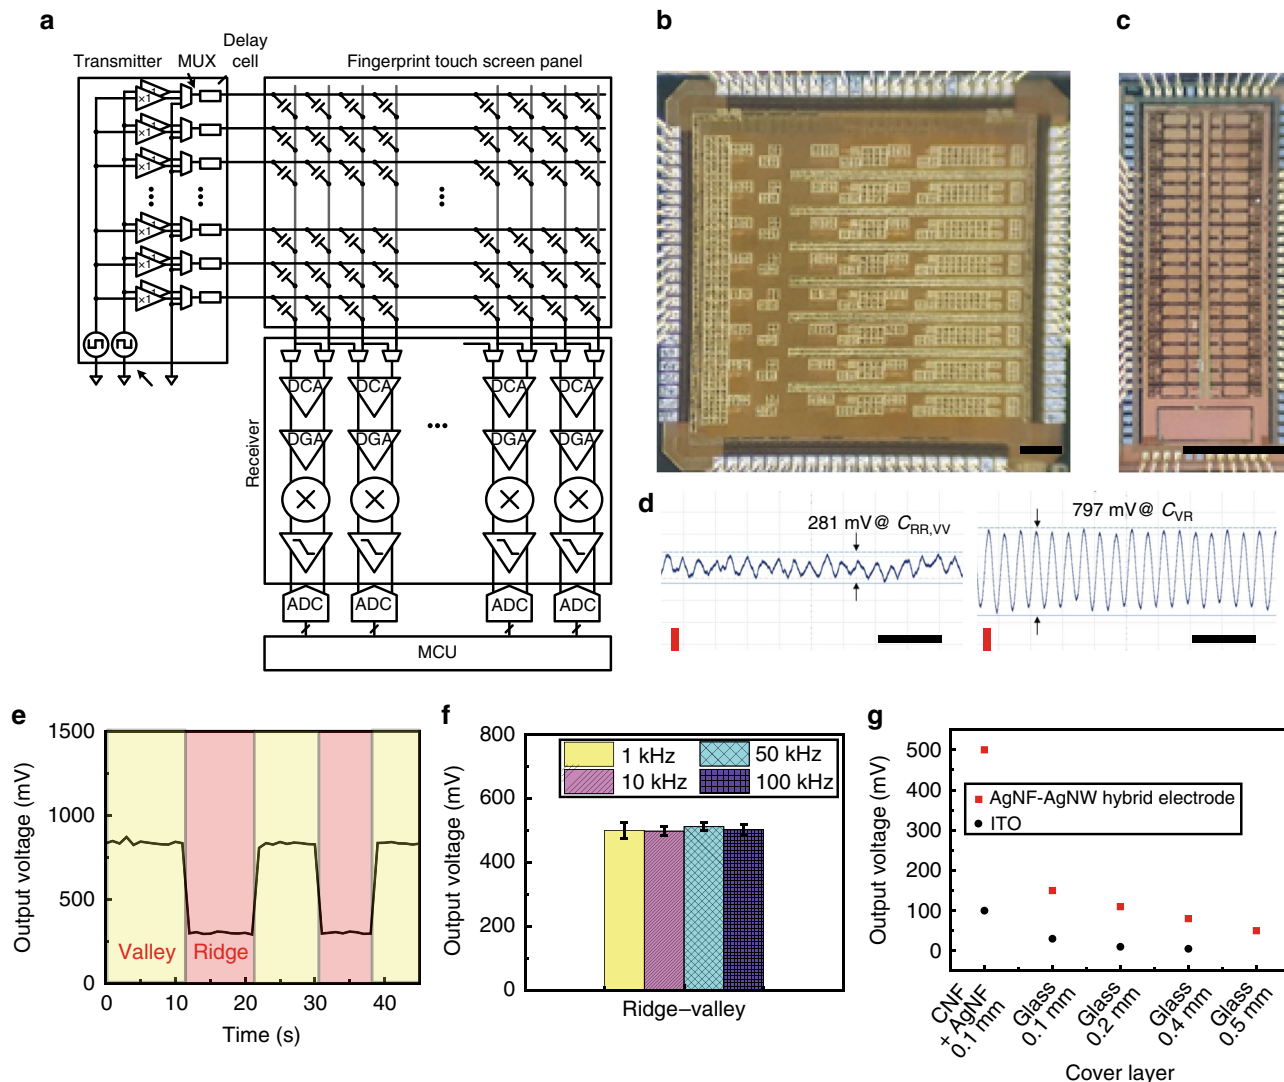 a
Transmitter
MUX
Delay
cell
Fingerprint touch screen panel
×1
×1
×1
×1
×1
×1
Receiver
DCA
DCA
DCA
DCA
DGA
DGA
DGA
DGA
ADC
ADC
ADC
ADC
MCU
b
c
d
281 mV@ CRR,VV
797 mV@ CVR
e
Output voltage (mV)
1500
1000
500
0
Valley
Ridge
0
10
20
30
40
Time (s)
f
Output voltage (mV)
800
600
400
200
0
1 kHz
50 kHz
10 kHz
100 kHz
Ridge–valley
g
Output voltage (mV)
500
400
300
200
100
0
AgNF-AgNW hybrid electrode
ITO
CNF
+ AgNF
0.1 mm
Glass
0.1 mm
Glass
0.2 mm
Glass
0.4 mm
Glass
0.5 mm
Cover layer